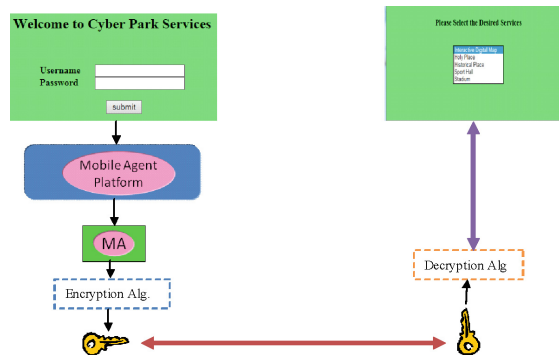 Welcome to Cyber Park Services
Username
Password
submit
Mobile Agent
Platform
MA
Encryption Alg.
Please Select the Desired Services
Interactive Digital Map
Holy Place
Historical Place
Sport Hall
Stadium
Decryption Alg